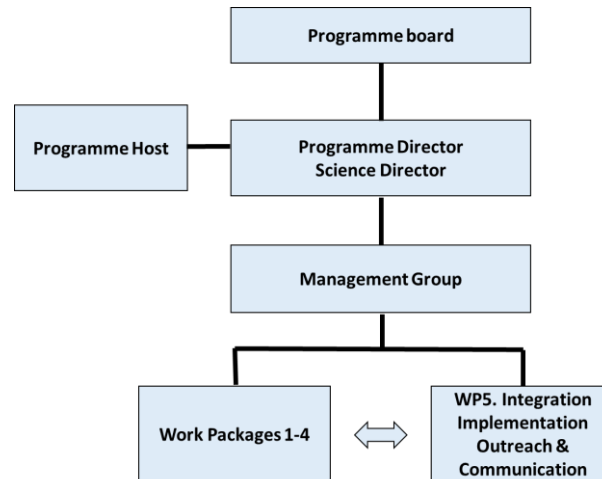 Programme board
Programme Host
Programme Director
Science Director
Management Group
Work Packages 1-4
WP5. Integration
Implementation
Outreach &
Communication